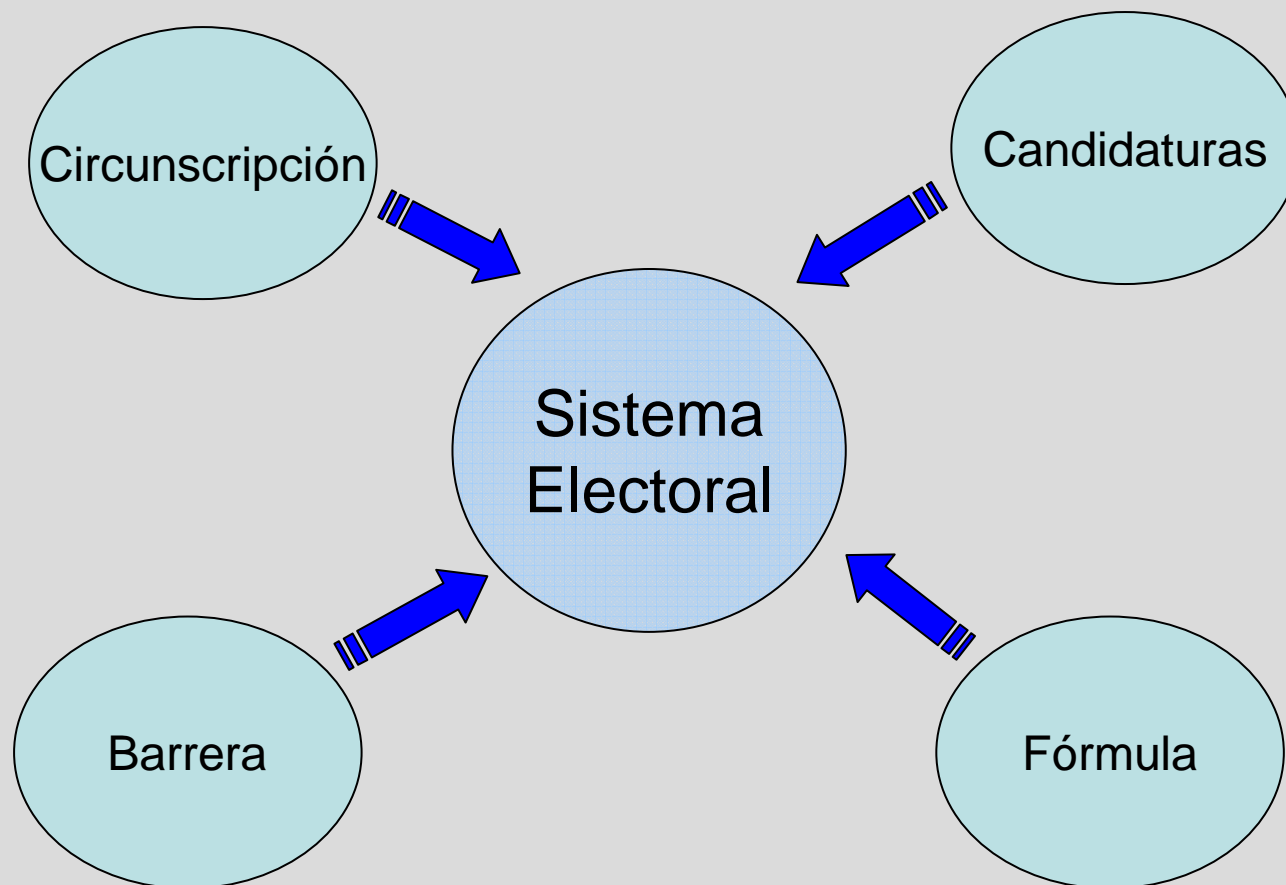 Circunscripción
Candidaturas
Sistema
Electoral
Barrera
Fórmula